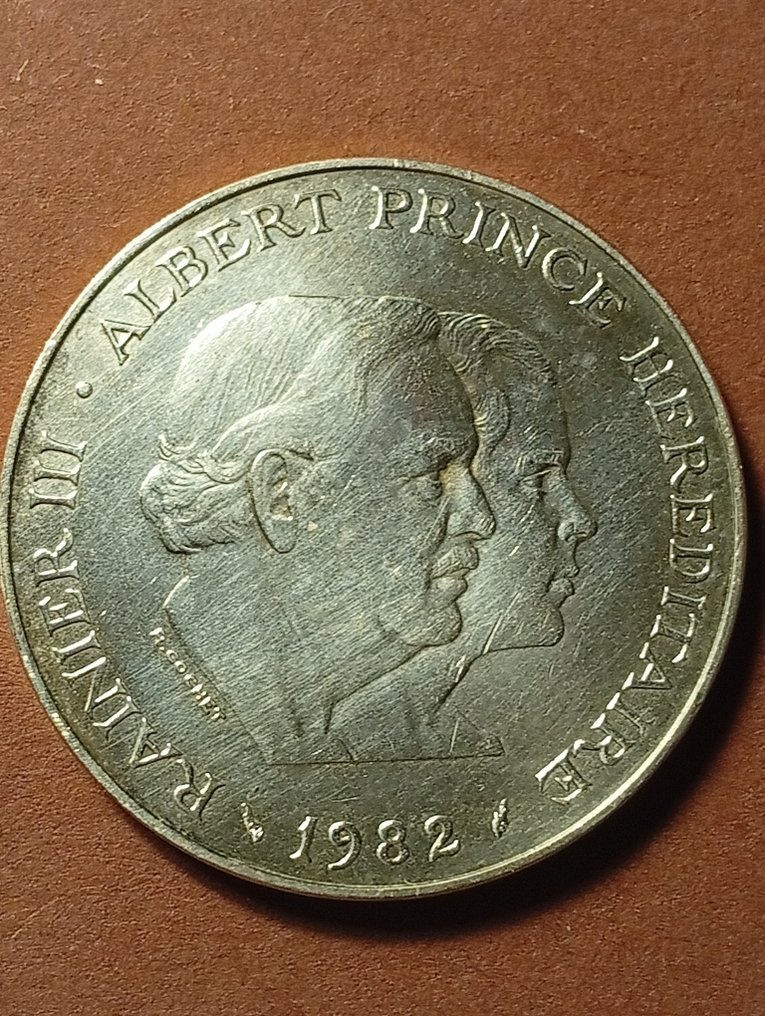 RAINIER III · ALBERT PRINCE HEREDITAIRE
R. COCHET
1982